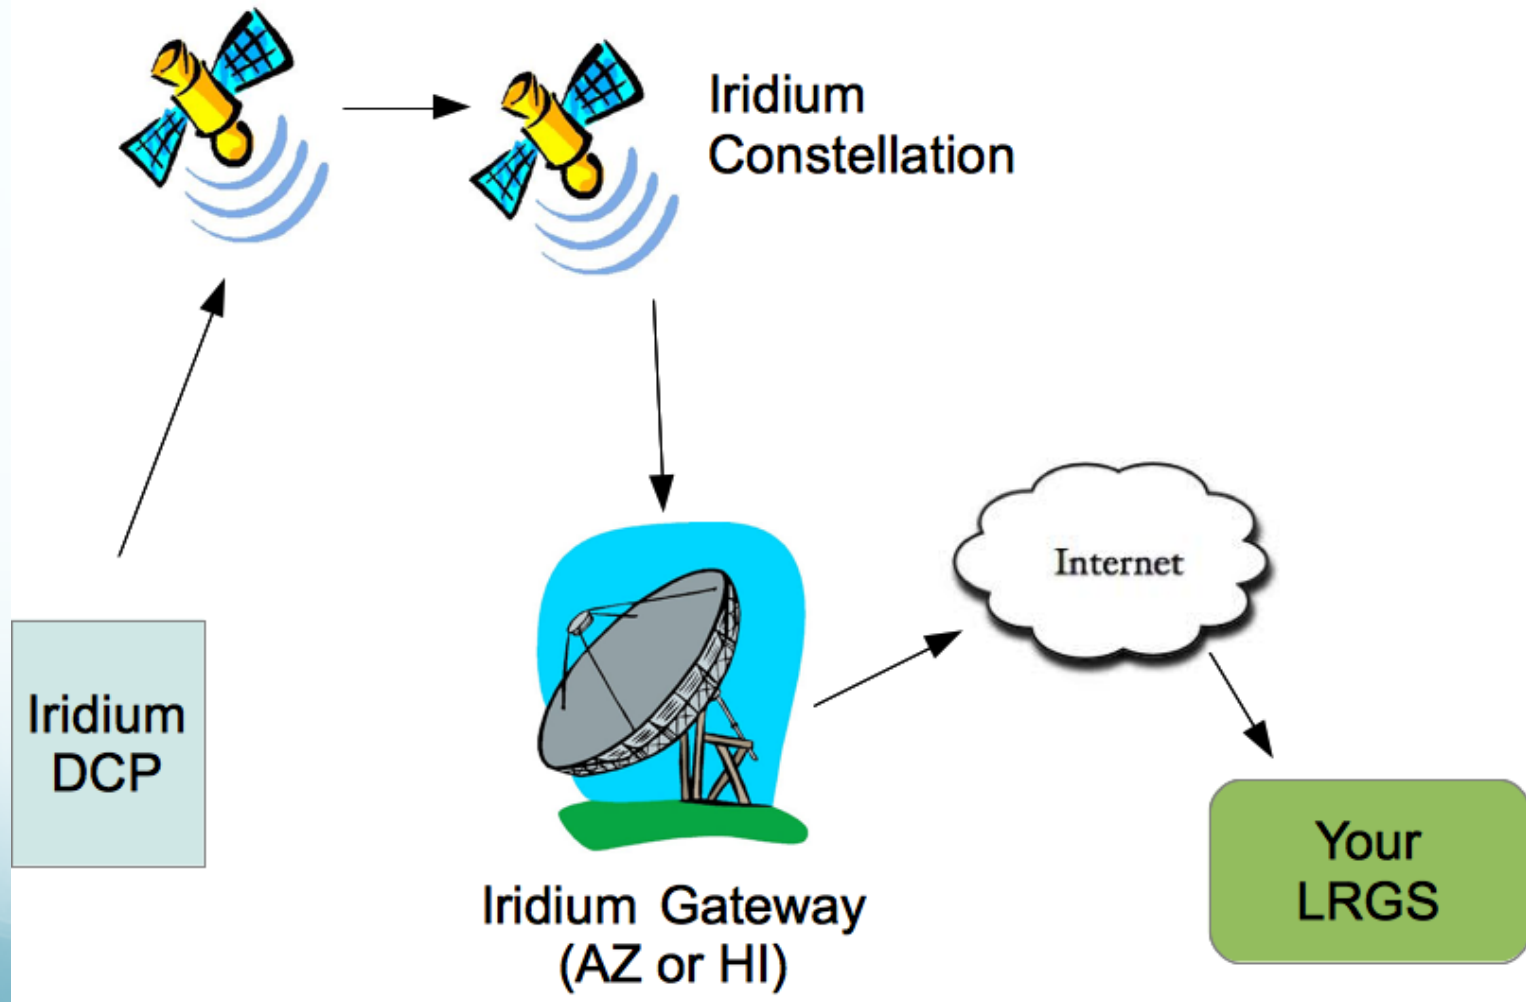 Iridium
Constellation
Internet
Iridium
DCP
Your
LRGS
Iridium Gateway
(AZ or HI)